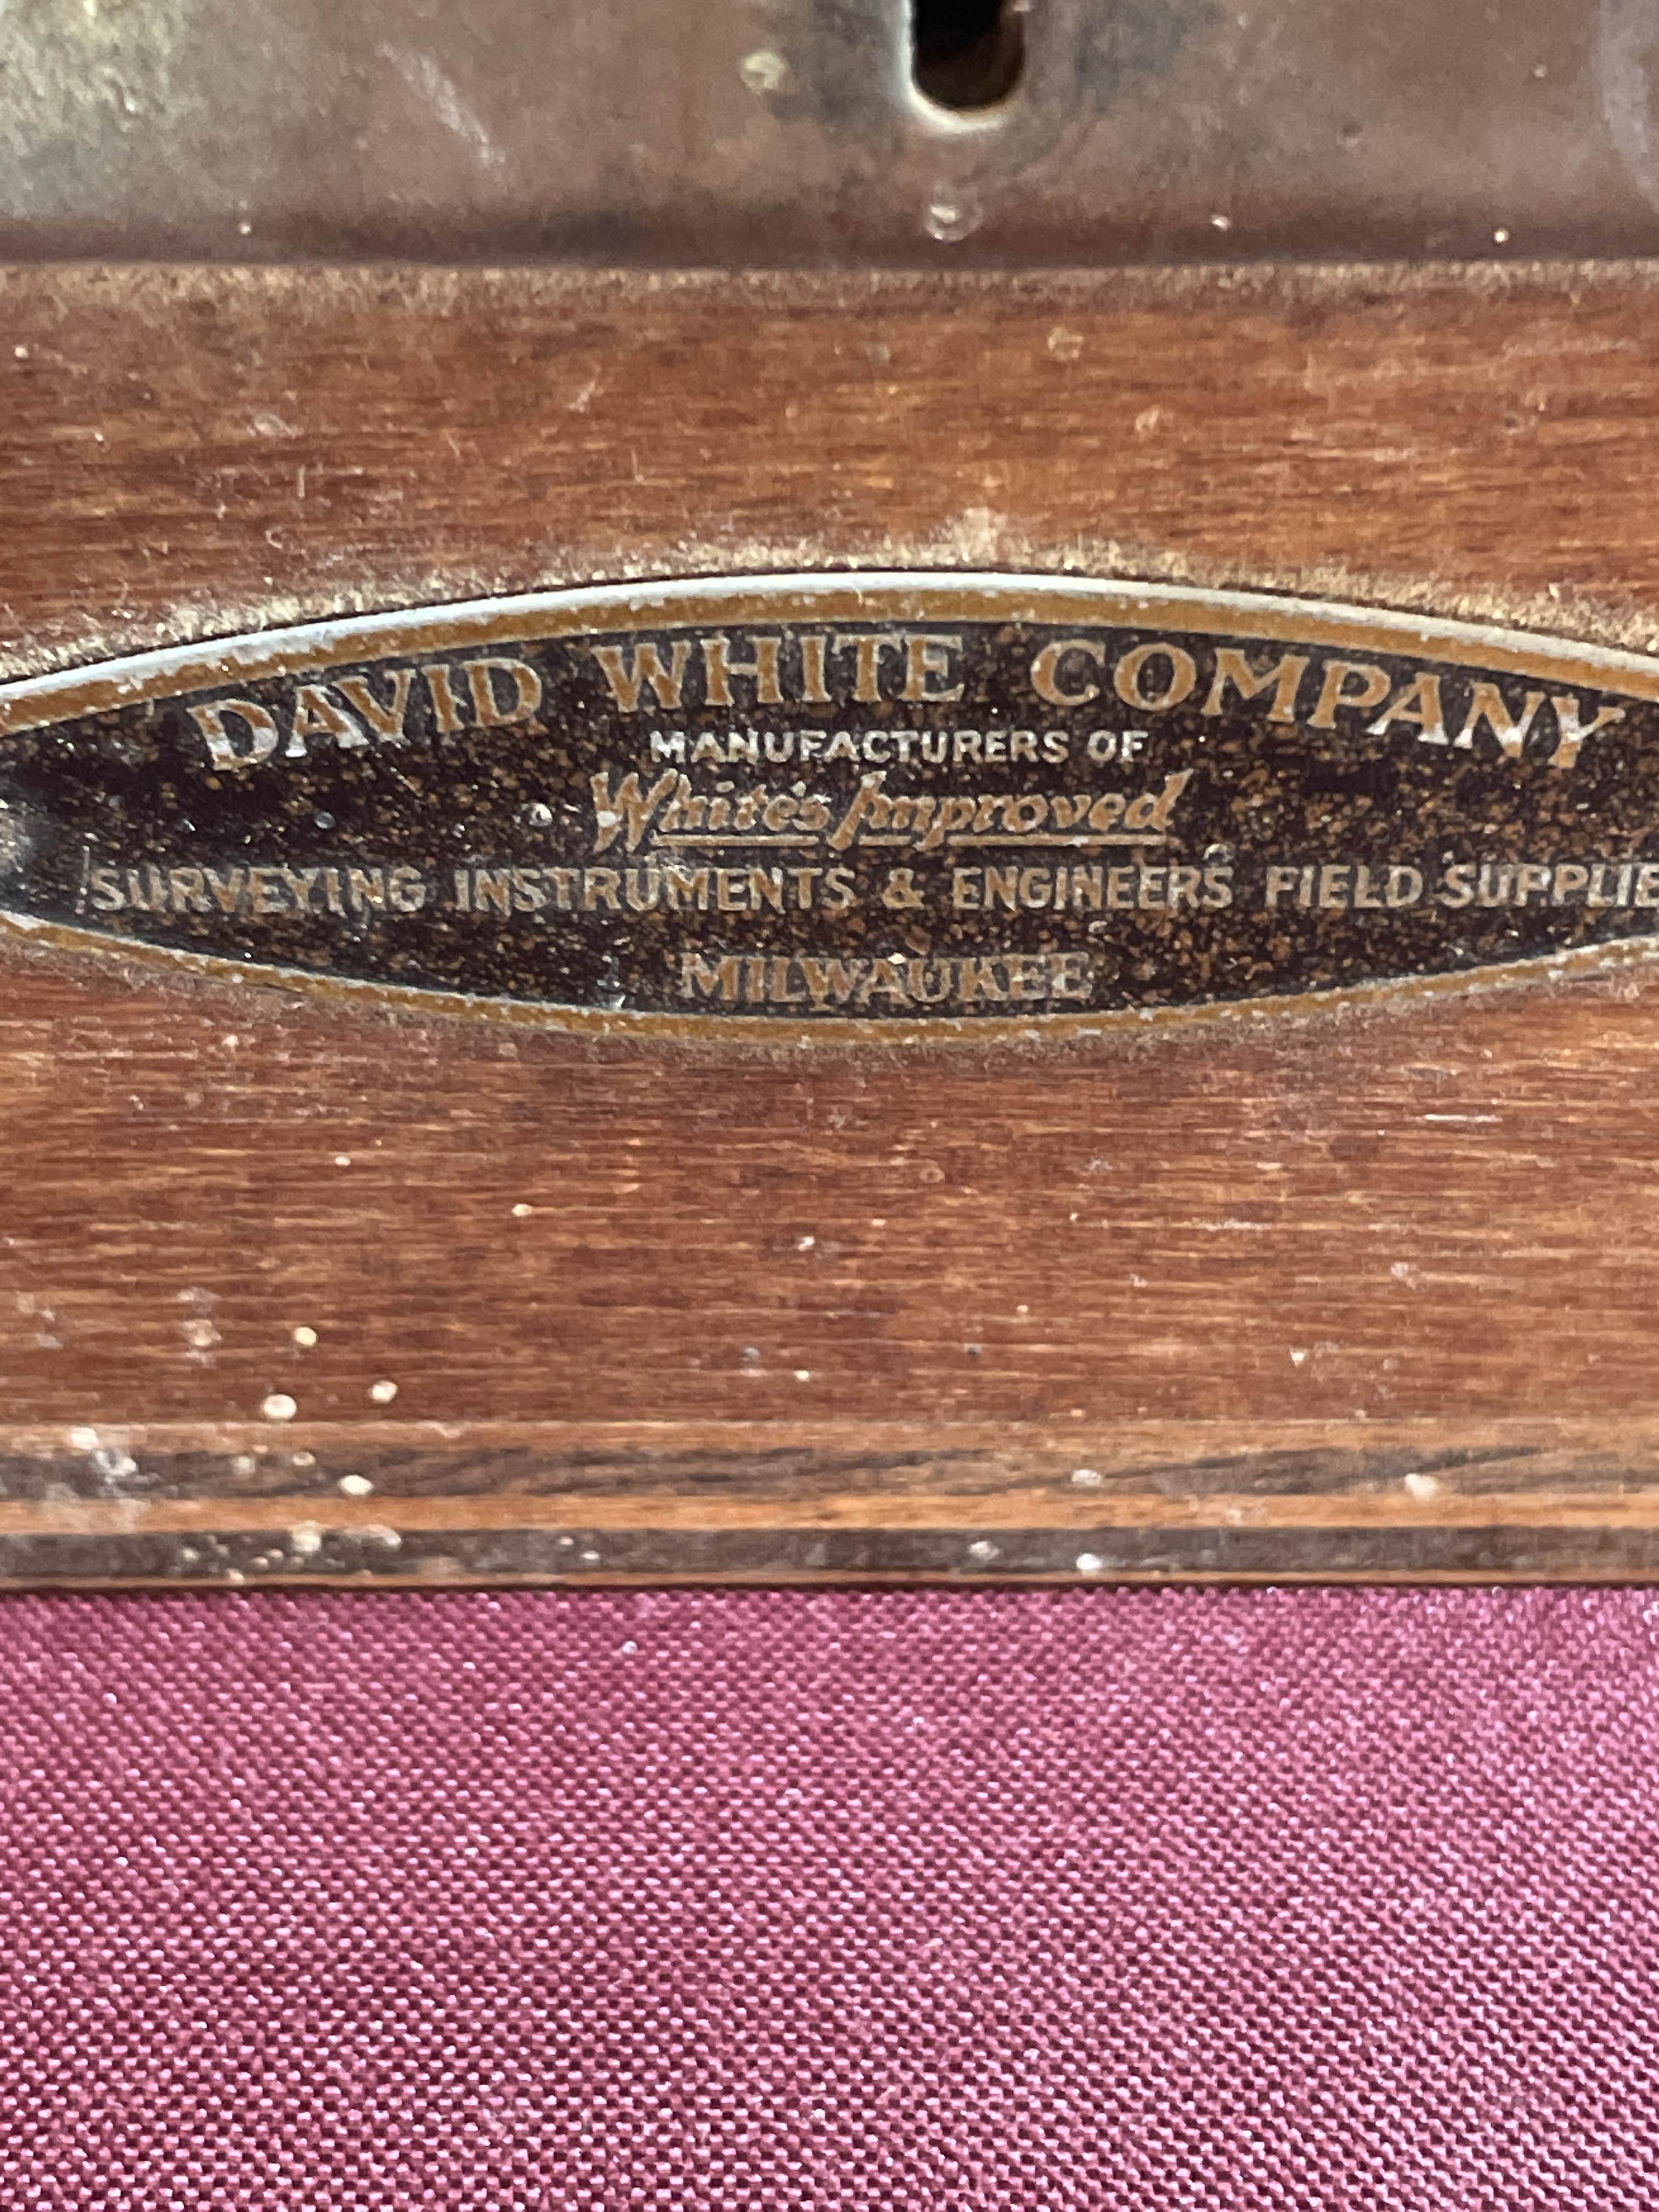 DAVID WHITE COMPANY
MANUFACTURERS OF
White's Improved
SURVEYING INSTRUMENTS & ENGINEERS FIELD SUPPLIE
MILWAUKEE